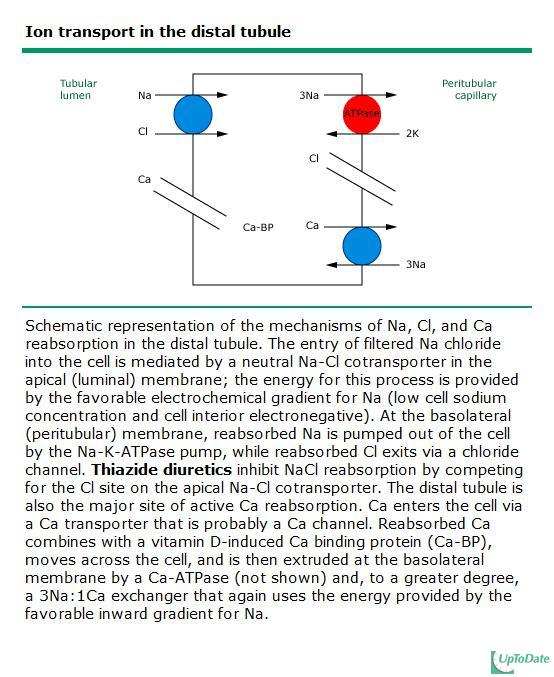 Ion transport in the distal tubule
Tubular
lumen
Peritubular
capillary
Na
3Na
ATPase
Cl
2K
Cl
Ca
Ca-BP
Ca
3Na
Schematic representation of the mechanisms of Na, Cl, and Ca
reabsorption in the distal tubule. The entry of filtered Na chloride
into the cell is mediated by a neutral Na-Cl cotransporter in the
apical (luminal) membrane; the energy for this process is provided
by the favorable electrochemical gradient for Na (low cell sodium
concentration and cell interior electronegative). At the basolateral
(peritubular) membrane, reabsorbed Na is pumped out of the cell
by the Na-K-ATPase pump, while reabsorbed Cl exits via a chloride
channel. Thiazide diuretics inhibit NaCl reabsorption by competing
for the Cl site on the apical Na-Cl cotransporter. The distal tubule is
also the major site of active Ca reabsorption. Ca enters the cell via
a Ca transporter that is probably a Ca channel. Reabsorbed Ca
combines with a vitamin D-induced Ca binding protein (Ca-BP),
moves across the cell, and is then extruded at the basolateral
membrane by a Ca-ATPase (not shown) and, to a greater degree,
a 3Na:1Ca exchanger that again uses the energy provided by the
favorable inward gradient for Na.
UpToDate